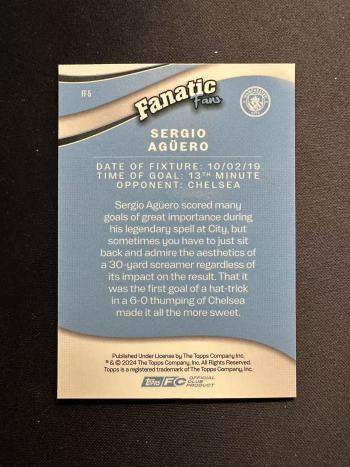 FF-5
Fanatic
Fans
SERGIO
AGÜERO
DATE OF FIXTURE: 10/02/19
TIME OF GOAL: 13TH MINUTE
OPPONENT: CHELSEA
Sergio Agüero scored many
goals of great importance during
his legendary spell at City, but
sometimes you have to just sit
back and admire the aesthetics of
a 30-yard screamer regardless of
its impact on the result. That it
was the first goal of a hat-trick
in a 6-0 thumping of Chelsea
made it all the more sweet.
Published Under License by The Topps Company, Inc.
® & © 2024 The Topps Company, Inc. All Rights Reserved.
Topps is a registered trademark of The Topps Company, Inc.
Topps FC OFFICIAL
CLUB
PRODUCT